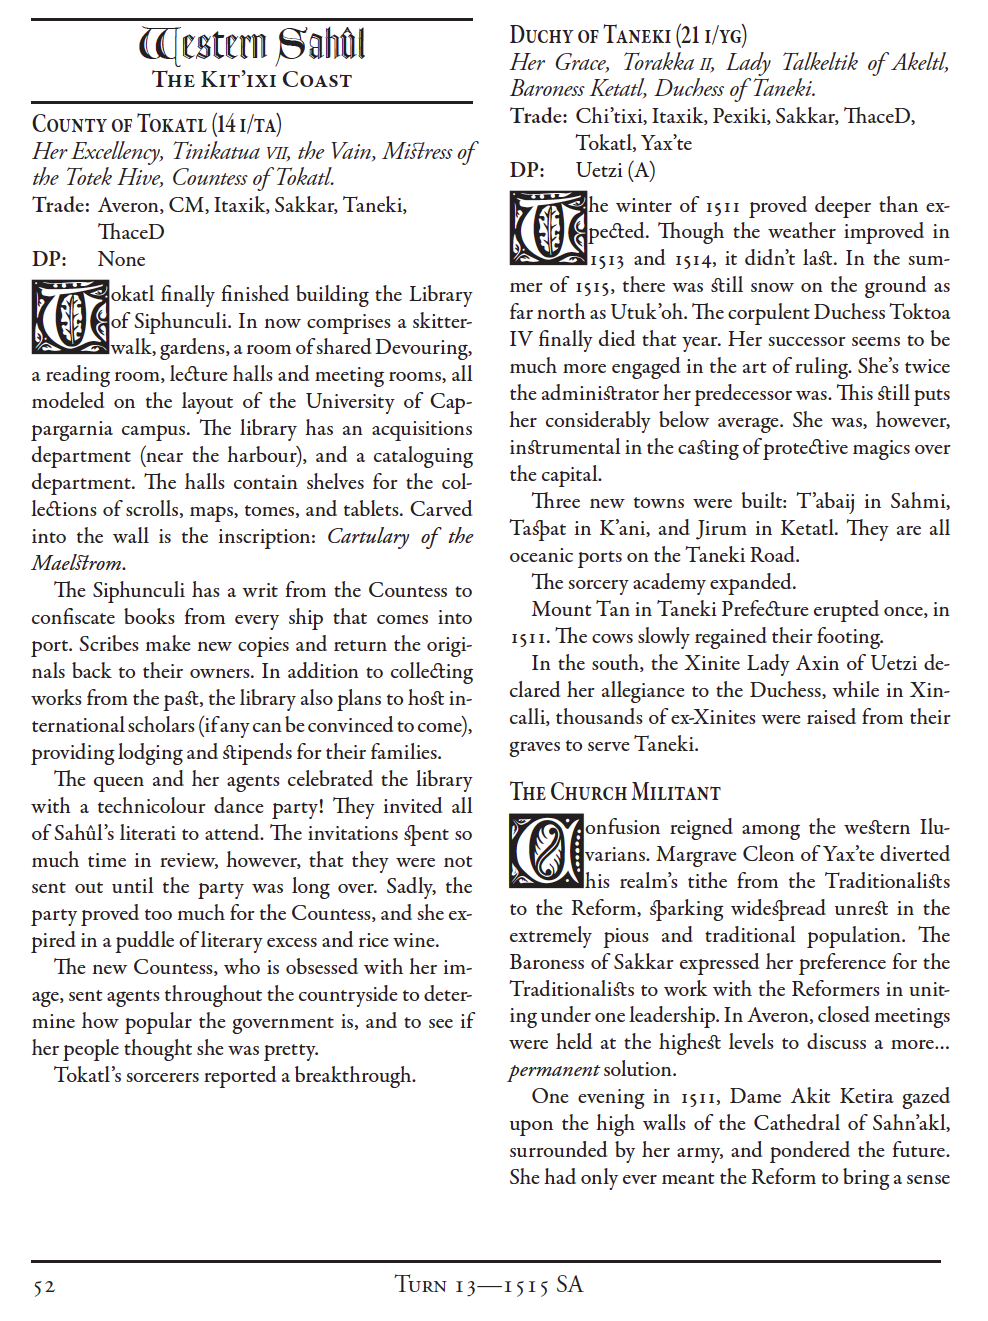 Western Sahûl
The Kit'ixi Coast
County of Tokatl (14 i/ta)
Her Excellency, Tinikatua VII, the Vain, Mistress of
the Totek Hive, Countess of Tokatl.
Trade: Averon, CM, Itaxik, Sakkar, Taneki,
ThaceD
DP: None
Tokatl finally finished building the Library
of Siphunculi. In now comprises a skitter-
walk, gardens, a room of shared Devouring,
a reading room, lecture halls and meeting rooms, all
modeled on the layout of the University of Cap-
pargarnia campus. The library has an acquisitions
department (near the harbour), and a cataloguing
department. The halls contain shelves for the col-
lections of scrolls, maps, tomes, and tablets. Carved
into the wall is the inscription: Cartulary of the
Maelstrom.
The Siphunculi has a writ from the Countess to
confiscate books from every ship that comes into
port. Scribes make new copies and return the origi-
nals back to their owners. In addition to collecting
works from the past, the library also plans to host in-
ternational scholars (if any can be convinced to come),
providing lodging and stipends for their families.
The queen and her agents celebrated the library
with a technicolour dance party! They invited all
of Sahûl's literati to attend. The invitations spent so
much time in review, however, that they were not
sent out until the party was long over. Sadly, the
party proved too much for the Countess, and she ex-
pired in a puddle of literary excess and rice wine.
The new Countess, who is obsessed with her im-
age, sent agents throughout the countryside to deter-
mine how popular the government is, and to see if
her people thought she was pretty.
Tokatl's sorcerers reported a breakthrough.
Duchy of Taneki (21 i/yg)
Her Grace, Torakka II, Lady Talkeltik of Akeltl,
Baroness Ketatl, Duchess of Taneki.
Trade: Chi'tixi, Itaxik, Pexiki, Sakkar, ThaceD,
Tokatl, Yax'te
DP: Uetzi (A)
The winter of 1511 proved deeper than ex-
pected. Though the weather improved in
1513 and 1514, it didn't last. In the sum-
mer of 1515, there was still snow on the ground as
far north as Utuk'oh. The corpulent Duchess Toktoa
IV finally died that year. Her successor seems to be
much more engaged in the art of ruling. She's twice
the administrator her predecessor was. This still puts
her considerably below average. She was, however,
instrumental in the casting of protective magics over
the capital.
Three new towns were built: T'abaij in Sahmi,
Taspat in K'ani, and Jirum in Ketatl. They are all
oceanic ports on the Taneki Road.
The sorcery academy expanded.
Mount Tan in Taneki Prefecture erupted once, in
1511. The cows slowly regained their footing.
In the south, the Xinite Lady Axin of Uetzi de-
clared her allegiance to the Duchess, while in Xin-
calli, thousands of ex-Xinites were raised from their
graves to serve Taneki.
The Church Militant
Confusion reigned among the western Ilu-
varians. Margrave Cleon of Yax'te diverted
his realm's tithe from the Traditionalists
to the Reform, sparking widespread unrest in the
extremely pious and traditional population. The
Baroness of Sakkar expressed her preference for the
Traditionalists to work with the Reformers in unit-
ing under one leadership. In Averon, closed meetings
were held at the highest levels to discuss a more...
permanent solution.
One evening in 1511, Dame Akit Ketira gazed
upon the high walls of the Cathedral of Sahn'akl,
surrounded by her army, and pondered the future.
She had only ever meant the Reform to bring a sense
52
Turn 13—1515 SA